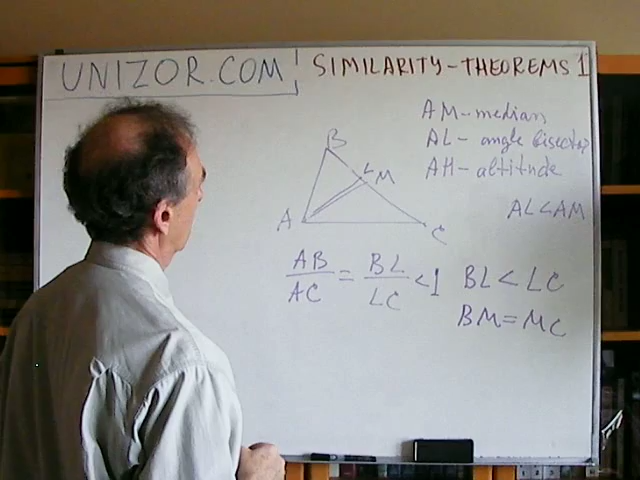 UNIZOR.COM
SIMILARITY-THEOREMS 1
AM-median
AL-angle bisector
AH-altitude
AL<AM
B
L M
A
C
AB/AC = BL/LC <1
BL<LC
BM=MC